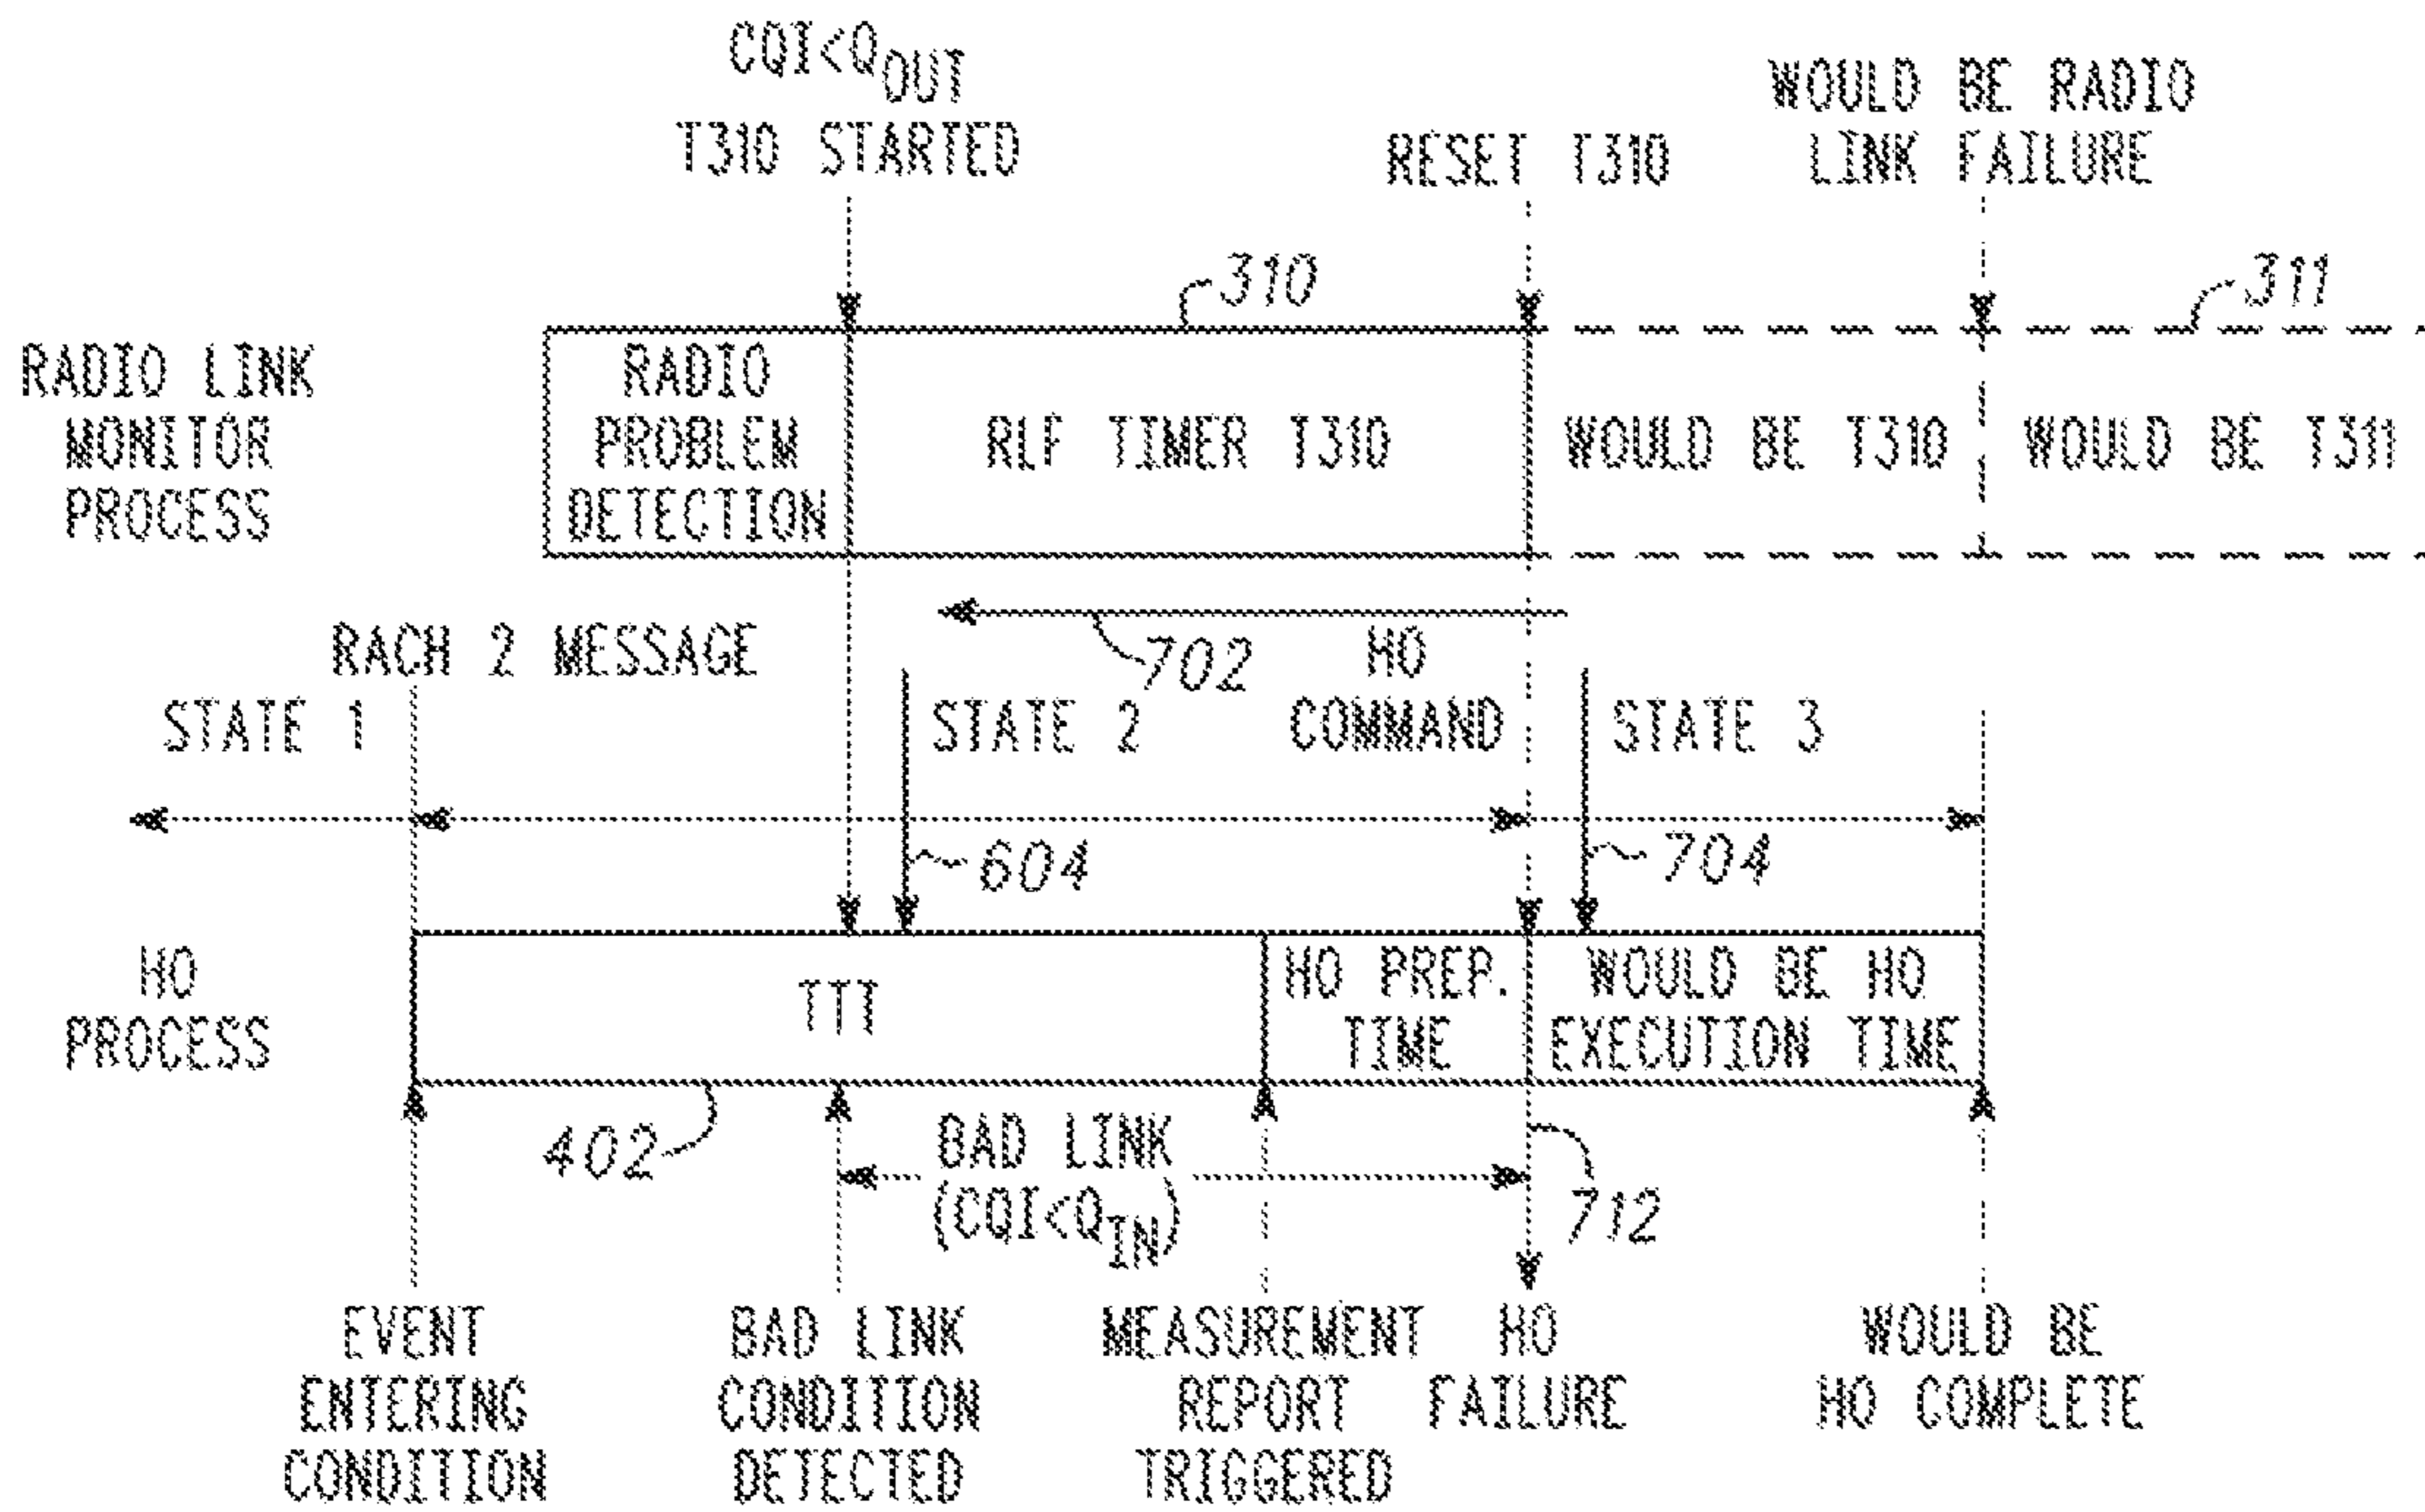 CQI<QOUT
T310 STARTED
RESET T310
WOULD BE RADIO
LINK FAILURE
310
311
RADIO LINK
MONITOR
PROCESS
RADIO
PROBLEM
DETECTION
RLF TIMER T310
WOULD BE T310
WOULD BE T311
702
RACH 2 MESSAGE
HO
COMMAND
STATE 1
STATE 2
STATE 3
604
704
HO
PROCESS
TTT
HO PREP.
TIME
WOULD BE HO
EXECUTION TIME
402
BAD LINK
(CQI<QIN)
712
EVENT
ENTERING
CONDITION
BAD LINK
CONDITION
DETECTED
MEASUREMENT
REPORT
TRIGGERED
HO
FAILURE
WOULD BE
HO COMPLETE